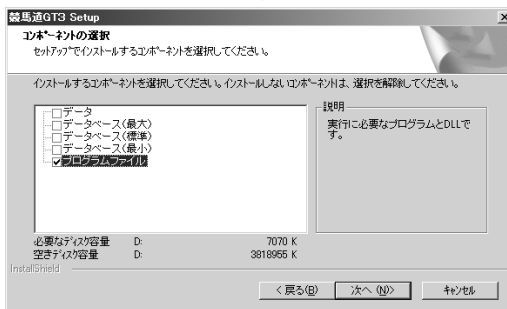 競馬道GT3 Setup
ｺﾝﾎﾟｰﾈﾝﾄの選択
ｾｯﾄｱｯﾌﾟでインストールするｺﾝﾎﾟｰﾈﾝﾄを選択してください。
インストールするｺﾝﾎﾟｰﾈﾝﾄを選択してください。インストールしないｺﾝﾎﾟｰﾈﾝﾄは、選択を解除してください。
データ
データベース(最大)
データベース(標準)
データベース(最小)
プログラムファイル
説明
実行に必要なプログラムとDLLで
す。
必要なﾃﾞｨｽｸ容量 D: 7070 K
空きﾃﾞｨｽｸ容量 D: 3818955 K
InstallShield
< 戻る(B) 次へ (N)> ｷｬﾝｾﾙ